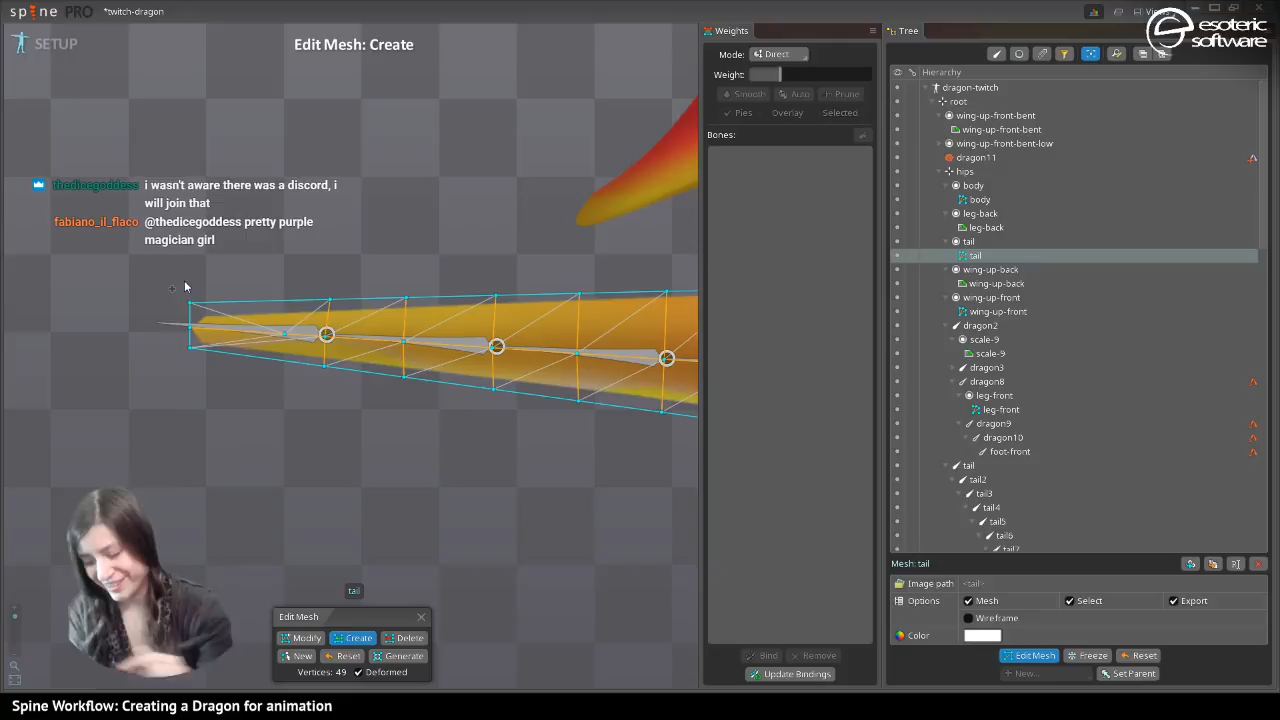 spine PRO
*twitch-dragon
Views
esoteric
software
SETUP
Edit Mesh: Create
thedicegoddess i wasn't aware there was a discord, i
will join that
fabiano_il_flaco @thedicegoddess pretty purple
magician girl
tail
Edit Mesh
Modify Create Delete
New Reset Generate
Vertices: 49 Deformed
Weights
Mode: Direct
Weight:
Smooth Auto Prune
Pies Overlay Selected
Bones:
Bind Remove
Update Bindings
Tree
Hierarchy
dragon-twitch
root
wing-up-front-bent
wing-up-front-bent
wing-up-front-bent-low
dragon11
hips
body
body
leg-back
leg-back
tail
tail
wing-up-back
wing-up-back
wing-up-front
wing-up-front
dragon2
scale-9
scale-9
dragon3
dragon8
leg-front
leg-front
dragon9
dragon10
foot-front
tail
tail2
tail3
tail4
tail5
tail6
tail7
Mesh: tail
Image path <tail>
Options Mesh Select Export
Wireframe
Color
Edit Mesh Freeze Reset
New... Set Parent
Spine Workflow: Creating a Dragon for animation